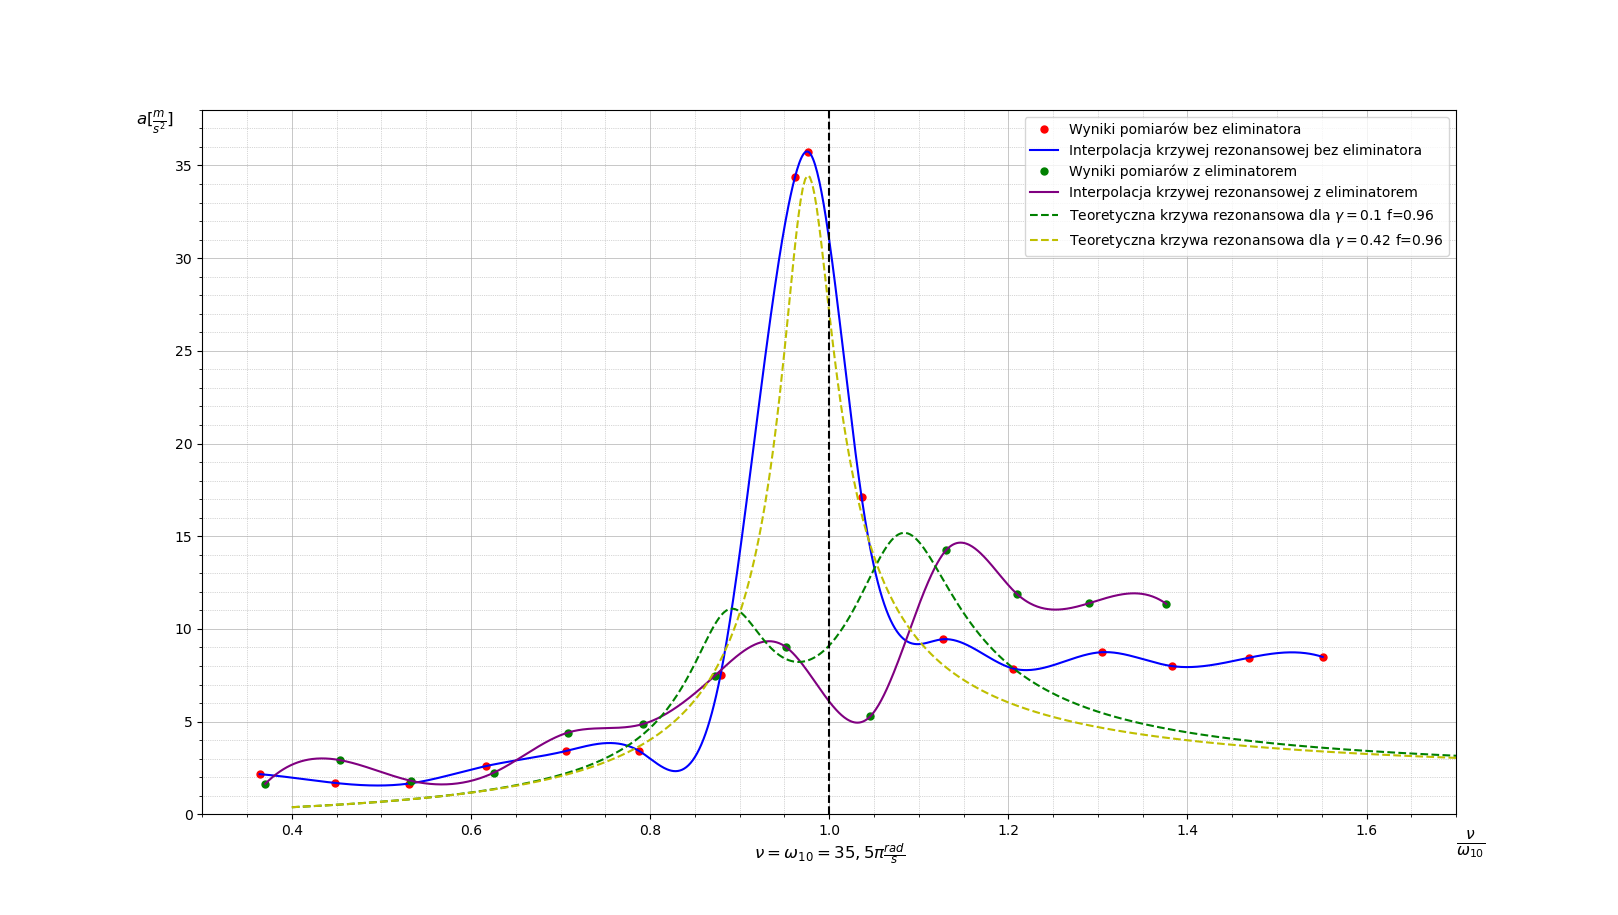 a[m/s²]
Wyniki pomiarów bez eliminatora
Interpolacja krzywej rezonansowej bez eliminatora
Wyniki pomiarów z eliminatorem
Interpolacja krzywej rezonansowej z eliminatorem
Teoretyczna krzywa rezonansowa dla γ = 0.1 f=0.96
Teoretyczna krzywa rezonansowa dla γ = 0.42 f=0.96
35
30
25
20
15
10
5
0
0.4 0.6 0.8 1.0 1.2 1.4 1.6
ν/ω₁₀
ν = ω₁₀ = 35, 5π rad/s